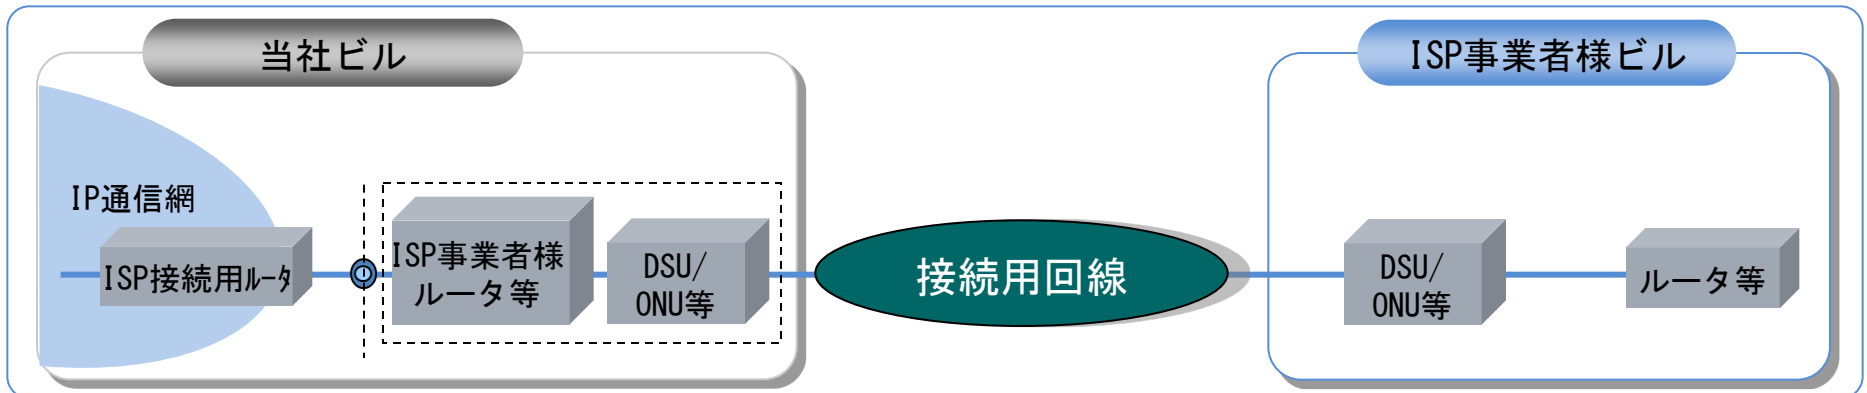 当社ビル
ISP事業者様ビル
IP通信網
ISP接続用ﾙｰﾀ
ISP事業者様
ルータ等
DSU/
ONU等
接続用回線
DSU/
ONU等
ルータ等